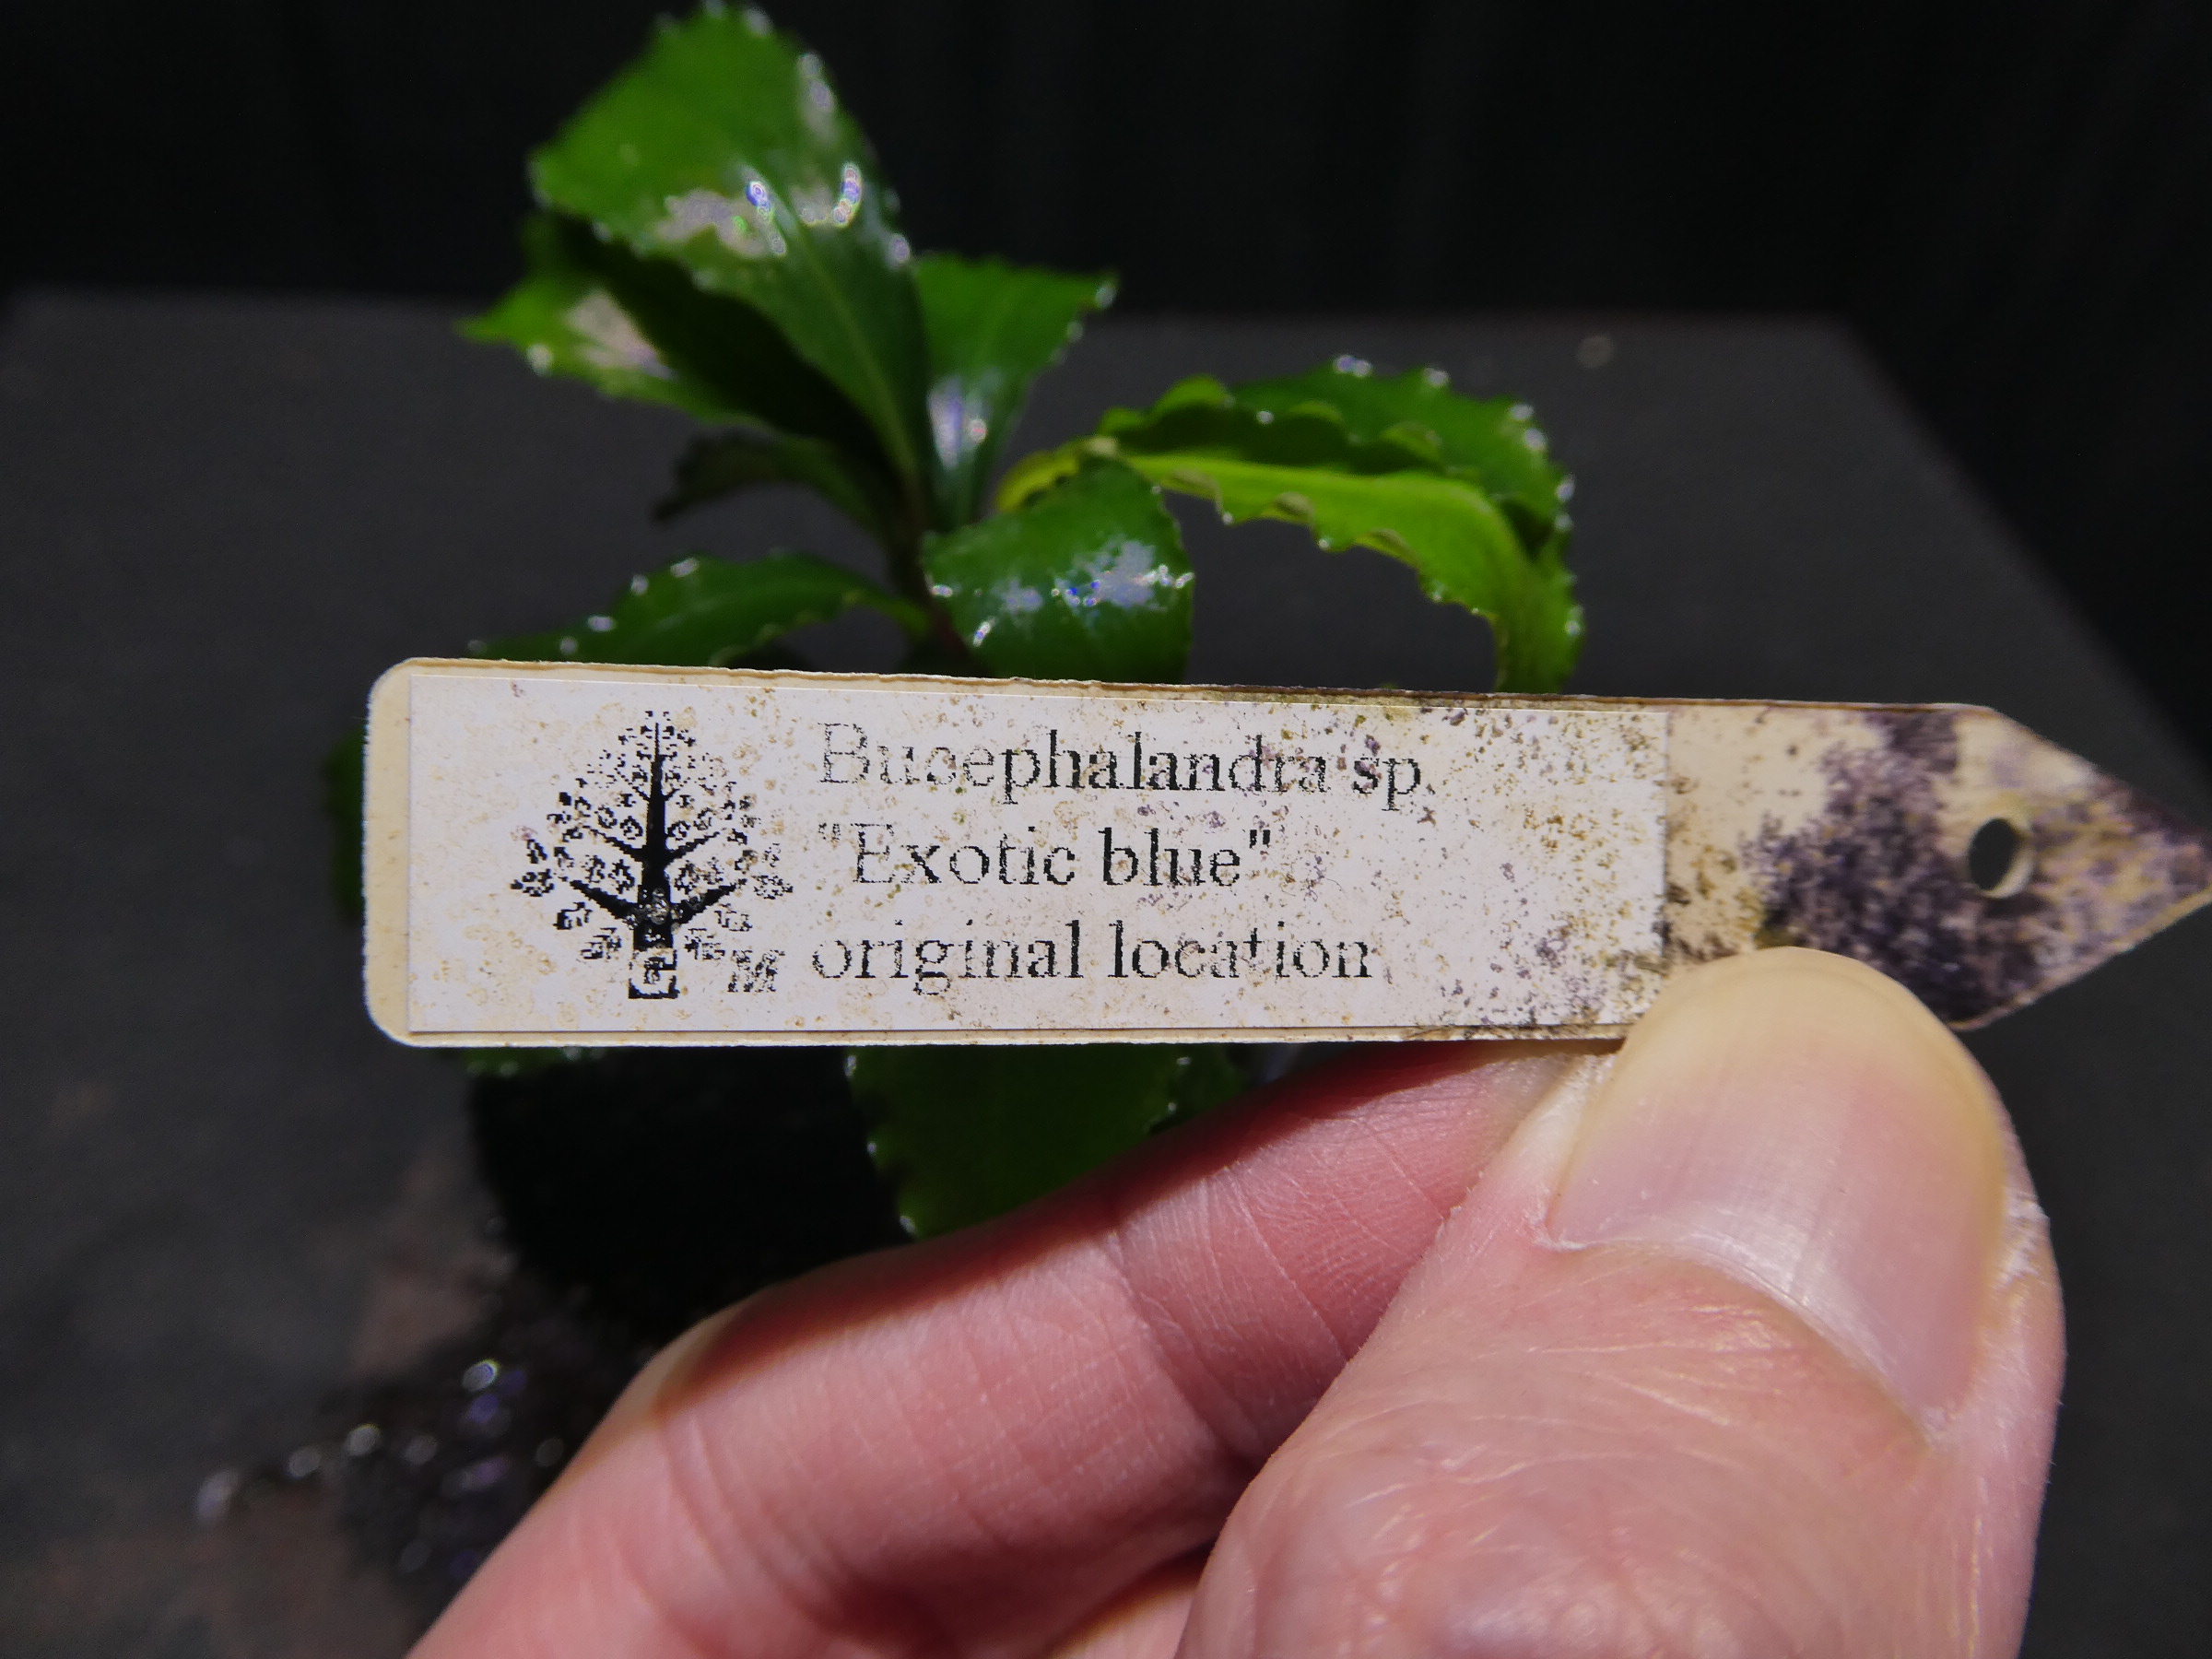 Bucephalandra sp.
"Exotic blue"
original location
M